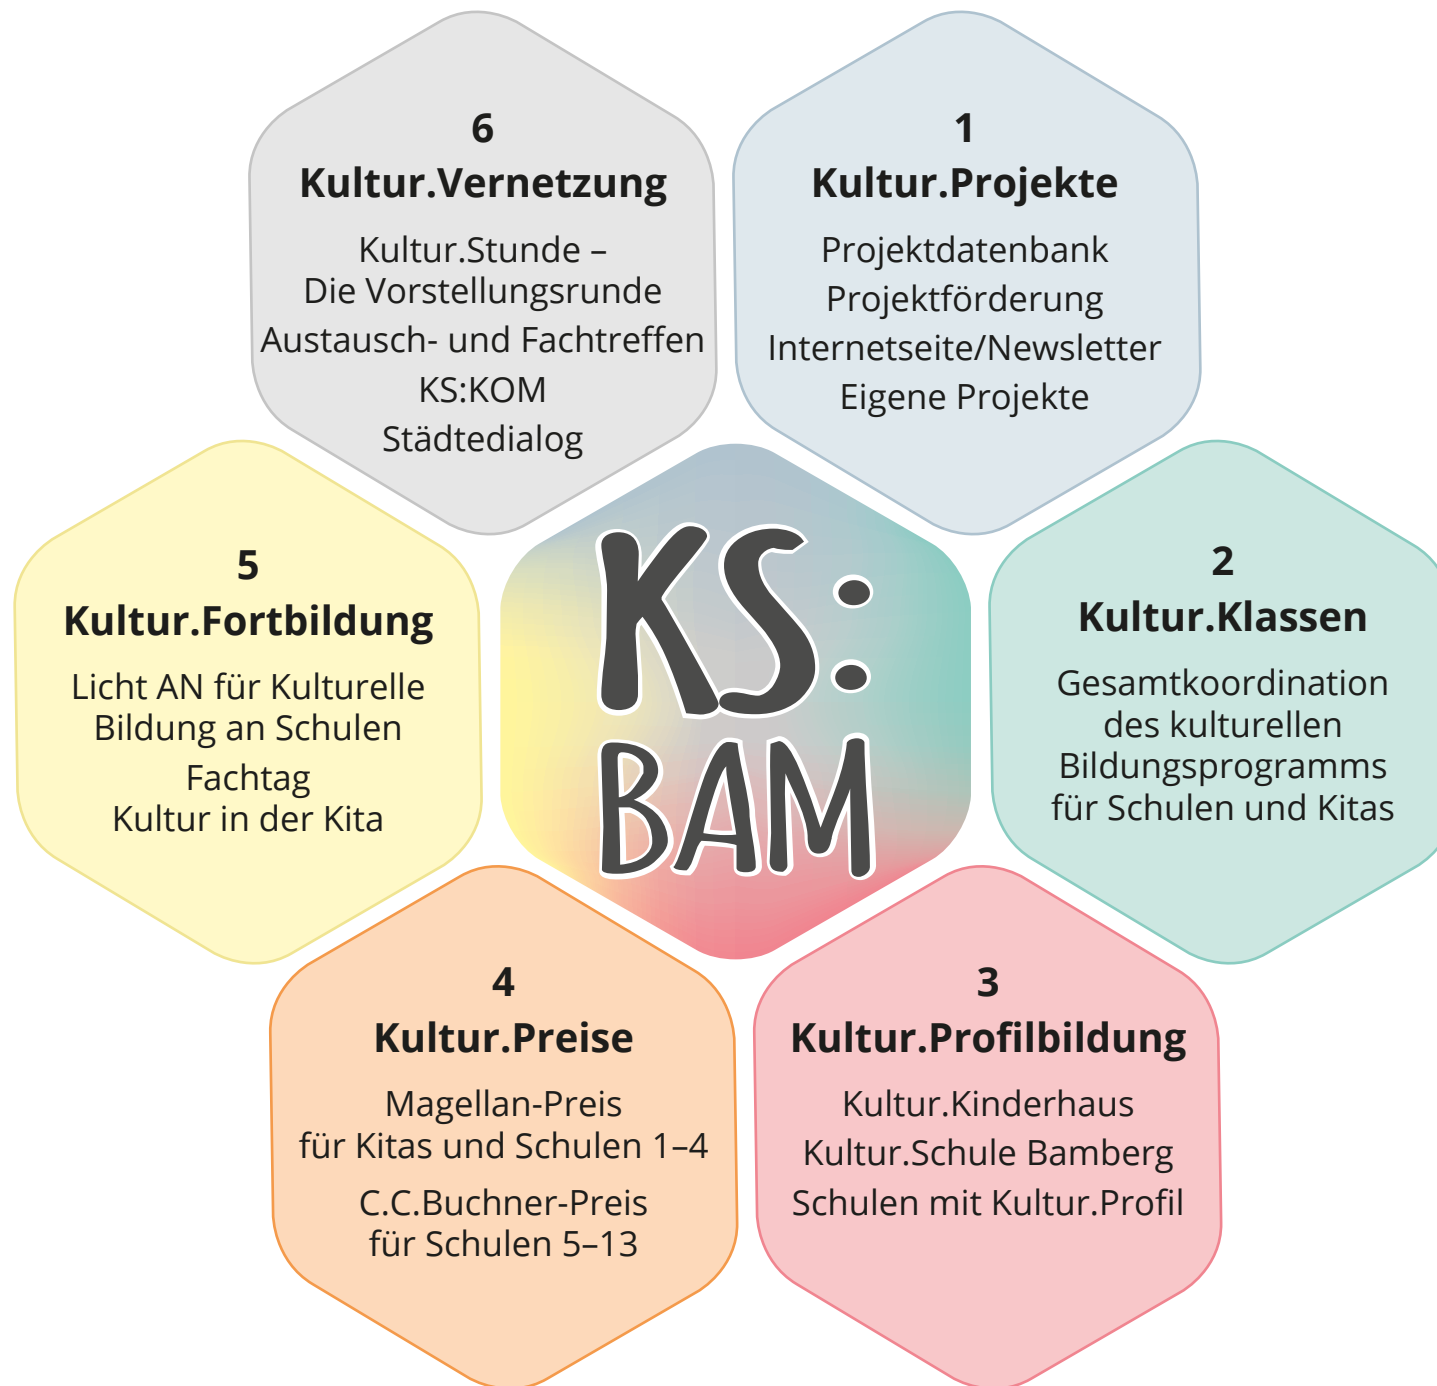 6
Kultur.Vernetzung
Kultur.Stunde –
Die Vorstellungsrunde
Austausch- und Fachtreffen
KS:KOM
Städtedialog
1
Kultur.Projekte
Projektdatenbank
Projektförderung
Internetseite/Newsletter
Eigene Projekte
5
Kultur.Fortbildung
Licht AN für Kulturelle
Bildung an Schulen
Fachtag
Kultur in der Kita
KS:
BAM
2
Kultur.Klassen
Gesamtkoordination
des kulturellen
Bildungsprogramms
für Schulen und Kitas
4
Kultur.Preise
Magellan-Preis
für Kitas und Schulen 1–4
C.C.Buchner-Preis
für Schulen 5–13
3
Kultur.Profilbildung
Kultur.Kinderhaus
Kultur.Schule Bamberg
Schulen mit Kultur.Profil